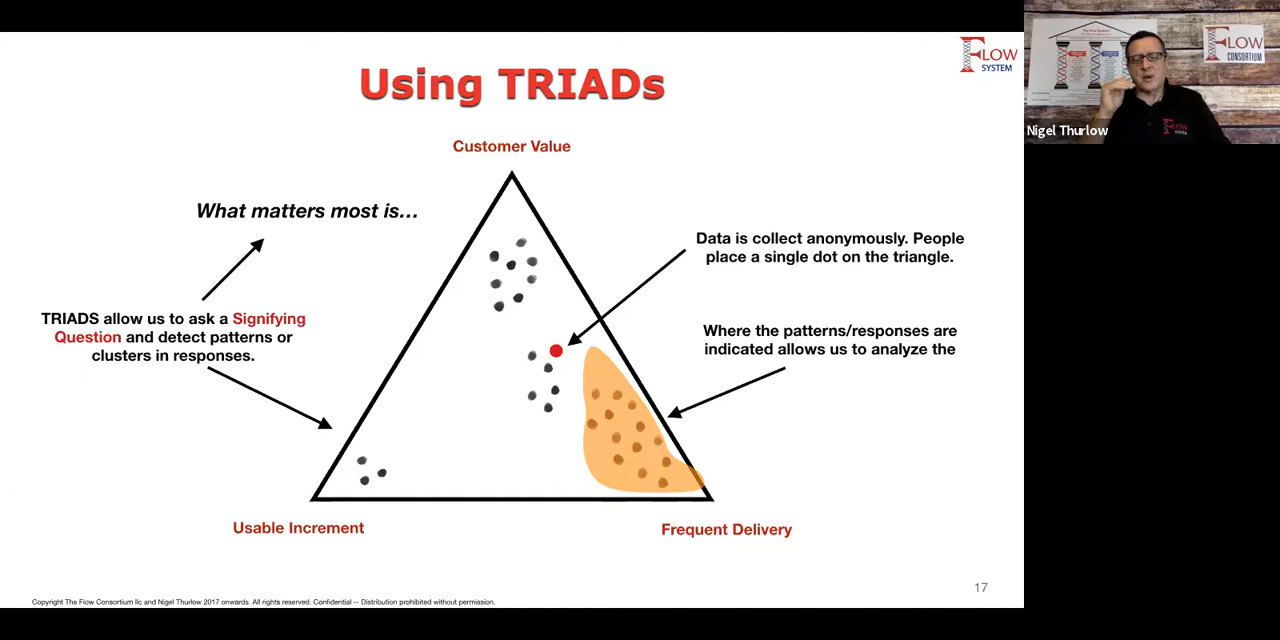 Using TRIADs
FLOW
SYSTEM
FLOW
CONSORTIUM
Nigel Thurlow
Customer Value
What matters most is…
Data is collect anonymously. People
place a single dot on the triangle.
TRIADS allow us to ask a Signifying
Question and detect patterns or
clusters in responses.
Where the patterns/responses are
indicated allows us to analyze the
Usable Increment
Frequent Delivery
17
Copyright The Flow Consortium llc and Nigel Thurlow 2017 onwards. All rights reserved. Confidential -- Distribution prohibited without permission.